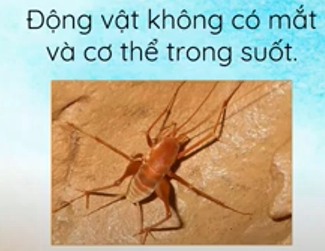 Động vật không có mắt
và cơ thể trong suốt.